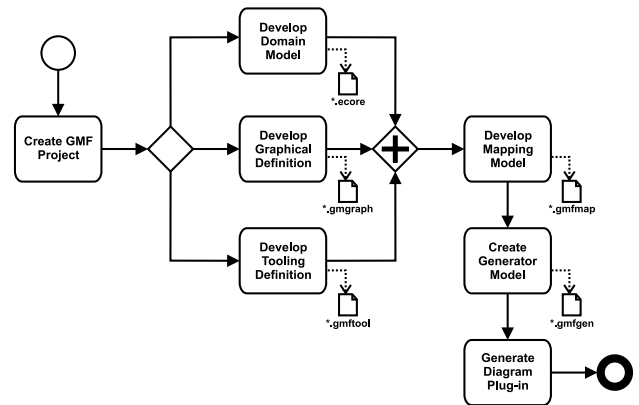 Develop
Domain
Model
*.ecore
Create GMF
Project
Develop
Graphical
Definition
*.gmgraph
Develop
Mapping
Model
*.gmfmap
Develop
Tooling
Definition
*.gmftool
Create
Generator
Model
*.gmfgen
Generate
Diagram
Plug-in